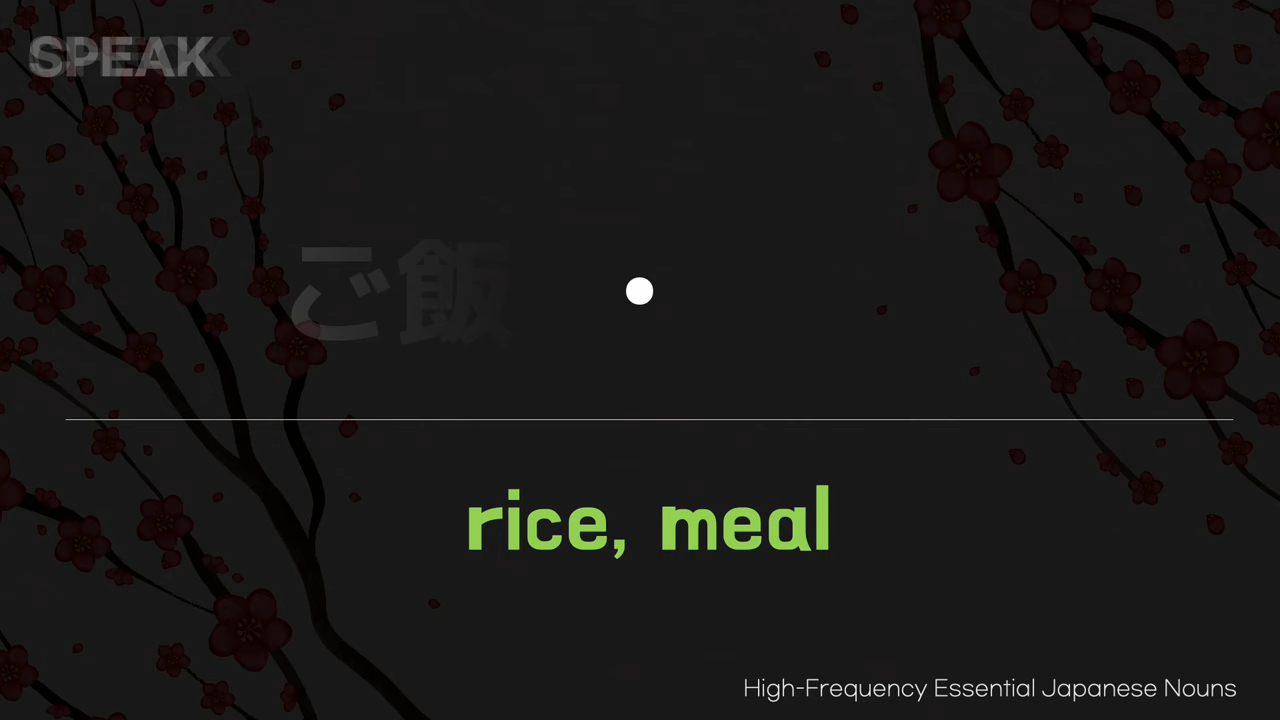 SPEAK
ご飯
rice, meal
High-Frequency Essential Japanese Nouns